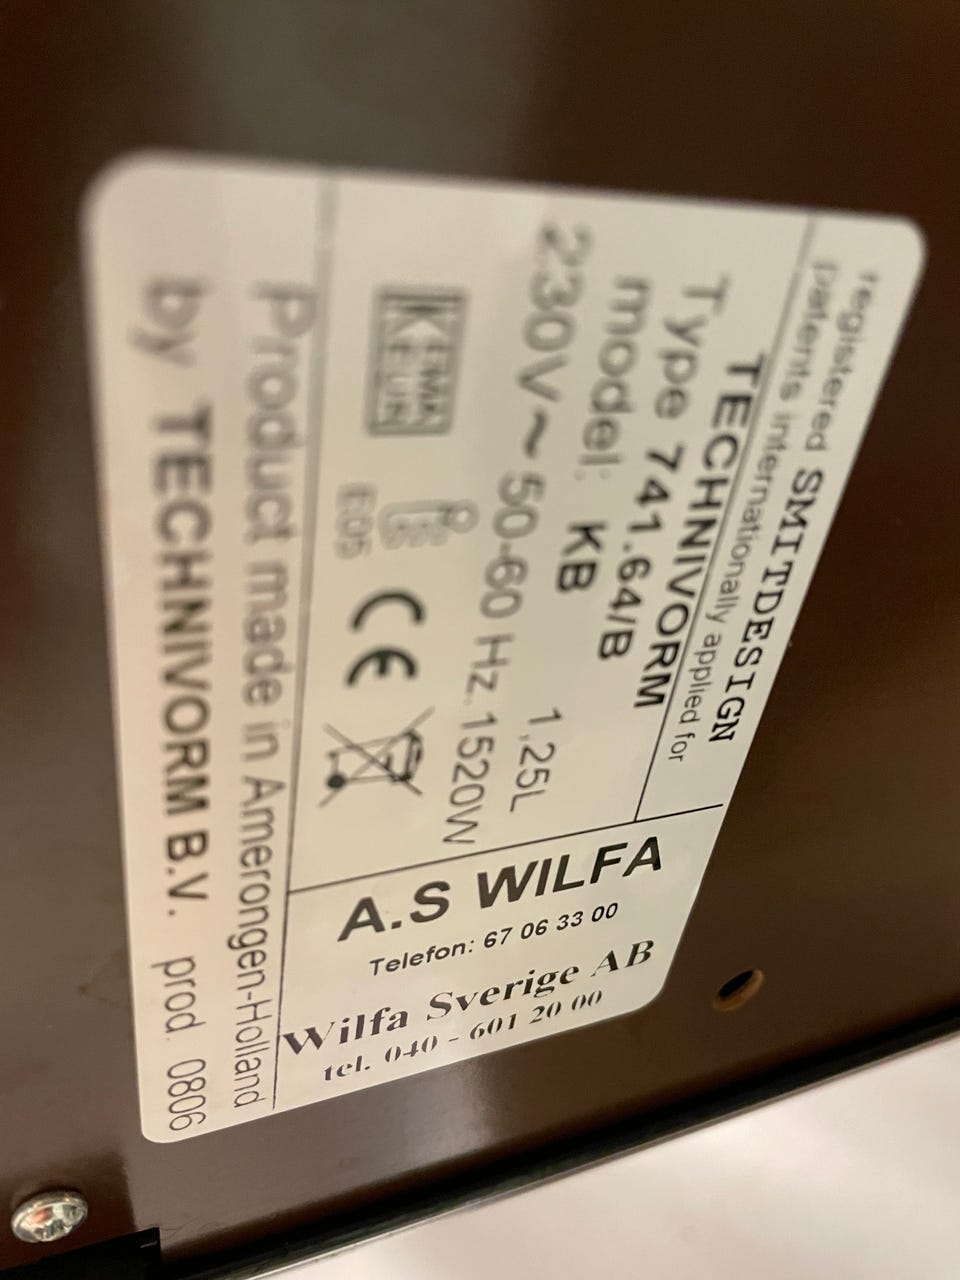 registered SMITDESIGN
patents internationally applied for
TECHNIVORM
Type 741.64/B
model: KB 1,25L
230V~50-60 Hz.1520W
KEMA
KEUR
E05
CE
Product made in Amerongen-Holland
by TECHNIVORM B.V. prod. 0806
A.S WILFA
Telefon: 67 06 33 00
Wilfa Sverige AB
tel. 040 - 601 20 00